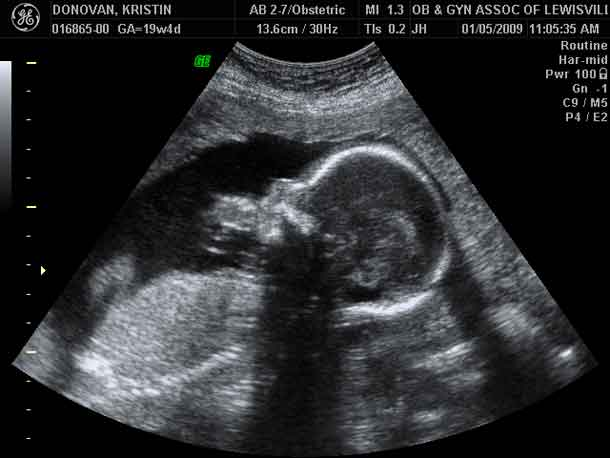 DONOVAN, KRISTIN AB 2-7/Obstetric MI 1.3 OB & GYN ASSOC OF LEWISVILL
016865-00 GA=19w4d 13.6cm / 30Hz TIs 0.2 JH 01/05/2009 11:05:35 AM
GE
Routine
Har-mid
Pwr 100
Gn -1
C9 / M5
P4 / E2
GE